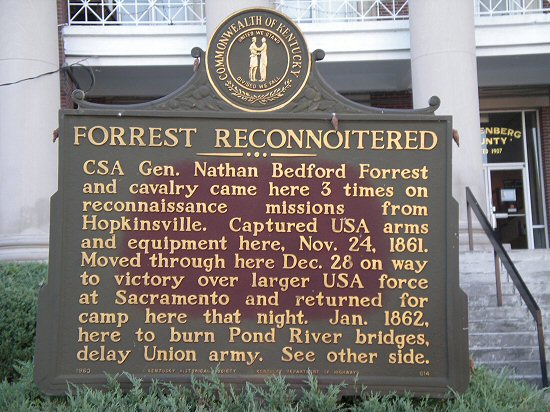 COMMONWEALTH OF KENTUCKY
UNITED WE STAND
DIVIDED WE FALL
FORREST RECONNOITERED
CSA Gen. Nathan Bedford Forrest
and cavalry came here 3 times on
reconnaissance missions from
Hopkinsville. Captured USA arms
and equipment here, Nov. 24, 1861.
Moved through here Dec. 28 on way
to victory over larger USA force
at Sacramento and returned for
camp here that night. Jan. 1862,
here to burn Pond River bridges,
delay Union army. See other side.
KENTUCKY HISTORICAL SOCIETY KENTUCKY DEPARTMENT OF HIGHWAYS 614
ENBERG
UNTY
1907